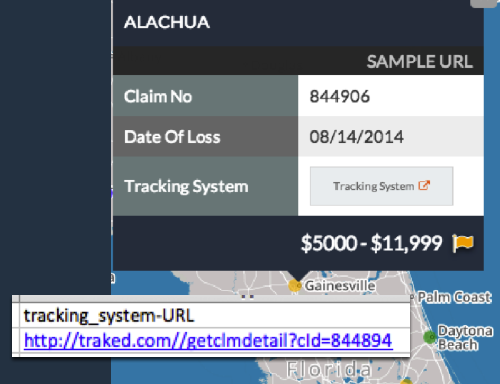 ALACHUA
SAMPLE URL
Claim No 844906
Date Of Loss 08/14/2014
Tracking System Tracking System
$5000 - $11,999
Gainesville
Palm Coast
tracking_system-URL
http://traked.com//getclmdetail?cId=844894
Daytona
Beach
Florida